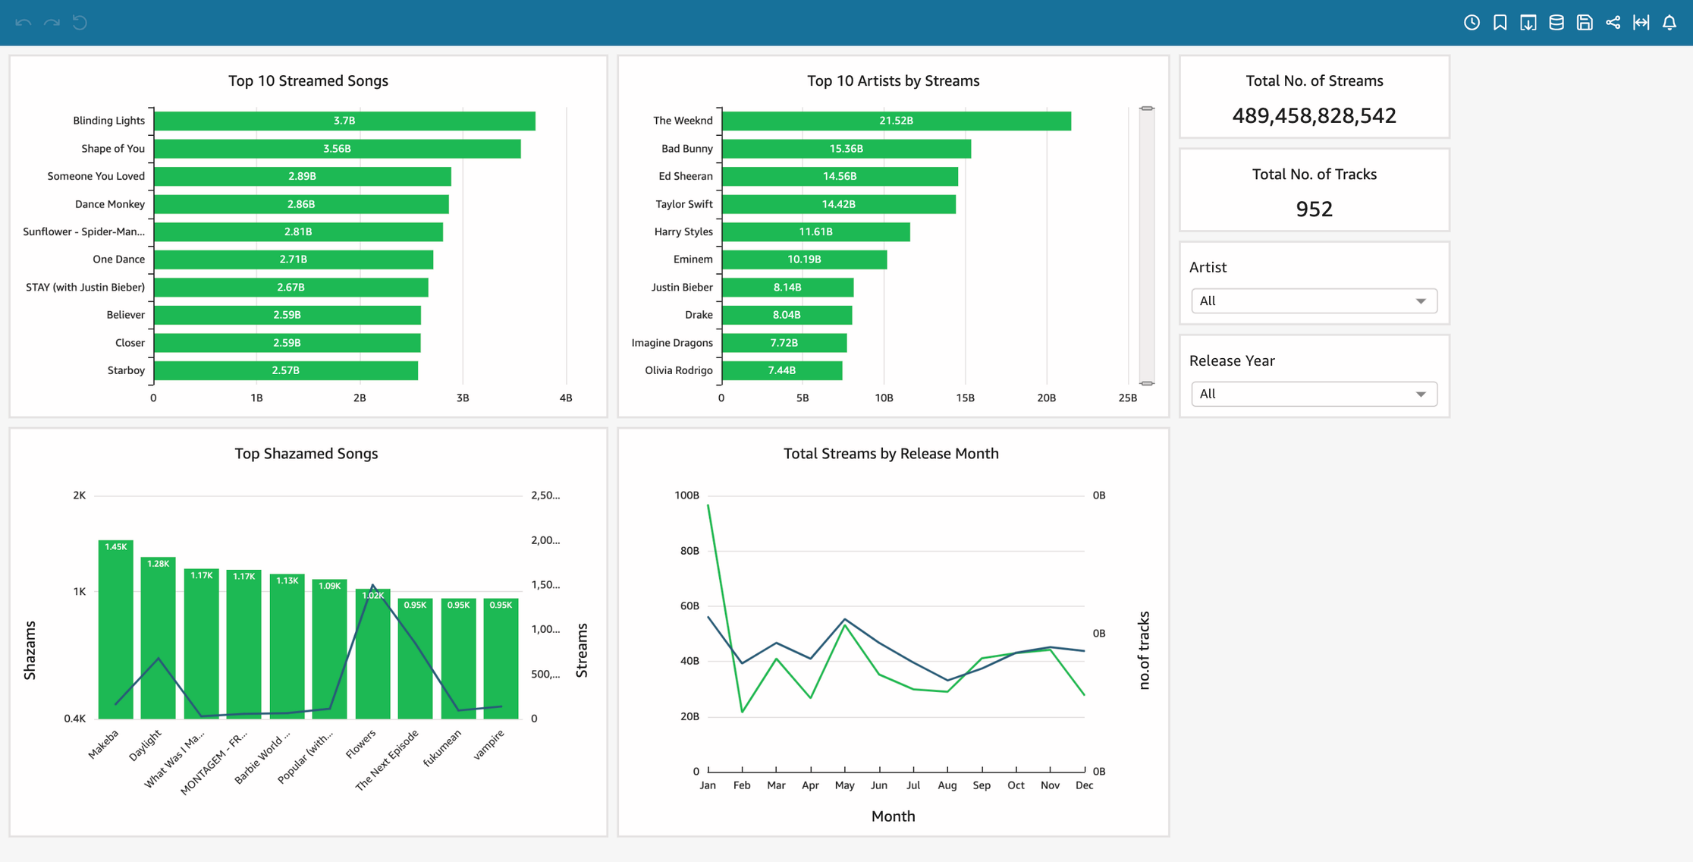 Top 10 Streamed Songs
Blinding Lights 3.7B
Shape of You 3.56B
Someone You Loved 2.89B
Dance Monkey 2.86B
Sunflower - Spider-Man... 2.81B
One Dance 2.71B
STAY (with Justin Bieber) 2.67B
Believer 2.59B
Closer 2.59B
Starboy 2.57B
0 1B 2B 3B 4B
Top 10 Artists by Streams
The Weeknd 21.52B
Bad Bunny 15.36B
Ed Sheeran 14.56B
Taylor Swift 14.42B
Harry Styles 11.61B
Eminem 10.19B
Justin Bieber 8.14B
Drake 8.04B
Imagine Dragons 7.72B
Olivia Rodrigo 7.44B
0 5B 10B 15B 20B 25B
Total No. of Streams
489,458,828,542
Total No. of Tracks
952
Artist
All
Release Year
All
Top Shazamed Songs
2K 2,50...
2,00...
1.45K 1.28K 1.17K 1.17K 1.13K 1.09K 1.02K 0.95K 0.95K 0.95K
1K 1,50...
1,00...
500,...
0.4K 0
Shazams
Streams
Makeba
Daylight
What Was I Ma...
MONTAGEM - FR...
Barbie World ...
Popular (with...
Flowers
The Next Episode
fukumean
vampire
Total Streams by Release Month
100B 0B
80B
60B
0B
40B
20B
0 0B
no.of tracks
Jan Feb Mar Apr May Jun Jul Aug Sep Oct Nov Dec
Month